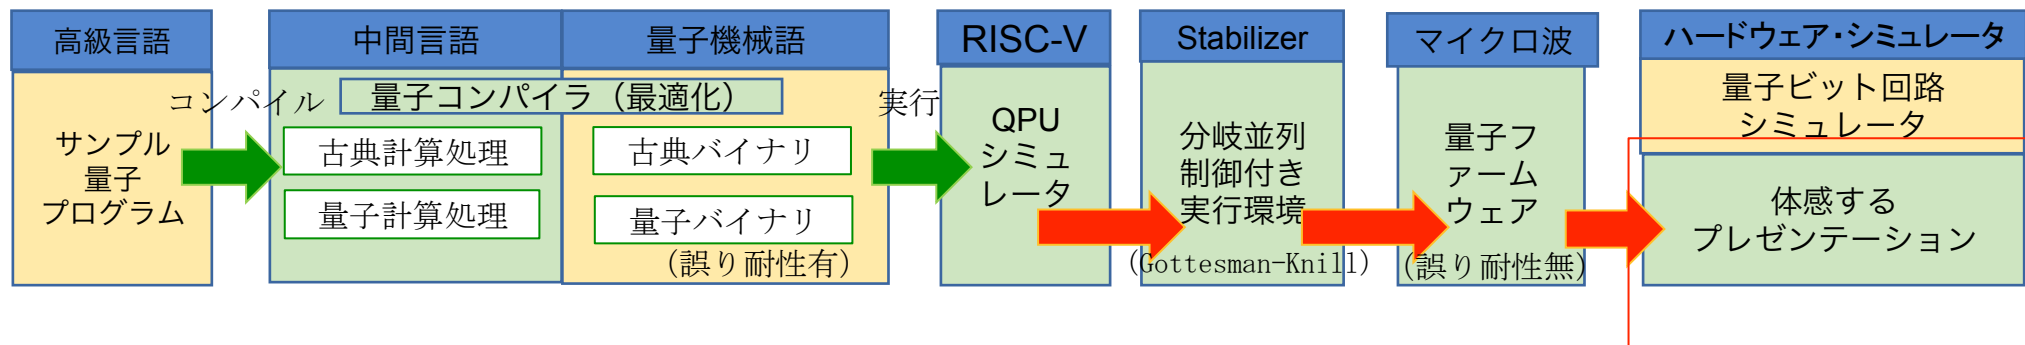 高級言語
サンプル
量子
プログラム
コンパイル
中間言語
量子機械語
量子コンパイラ（最適化）
古典計算処理
量子計算処理
古典バイナリ
量子バイナリ
(誤り耐性有)
実行
RISC-V
QPU
シミュ
レータ
Stabilizer
分岐並列
制御付き
実行環境
(Gottesman-Knill)
マイクロ波
量子フ
ァーム
ウェア
(誤り耐性無)
ハードウェア・シミュレータ
量子ビット回路
シミュレータ
体感する
プレゼンテーション